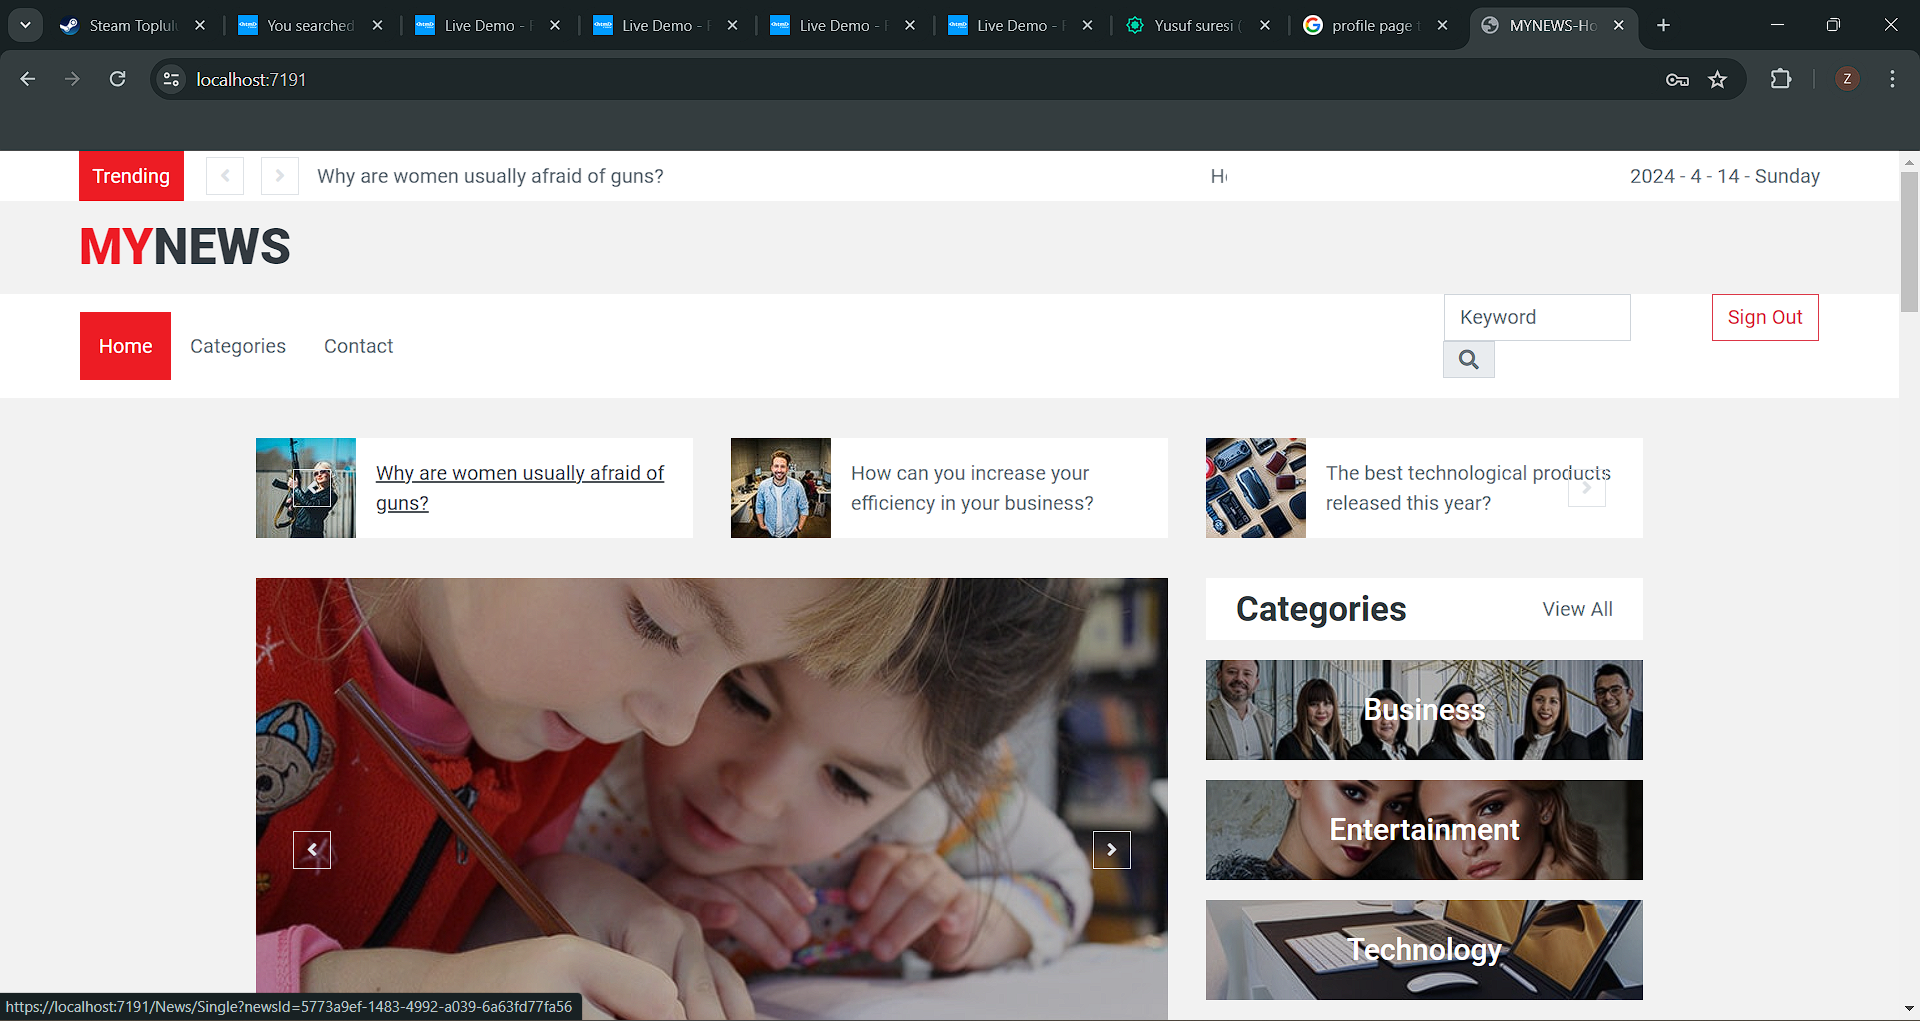 Steam Toplul
You searched
Live Demo -
Live Demo -
Live Demo -
Live Demo -
Yusuf suresi (
profile page t
MYNEWS-Ho
localhost:7191
Z
Trending
Why are women usually afraid of guns?
H
2024 - 4 - 14 - Sunday
MYNEWS
Home
Categories
Contact
Keyword
Sign Out
Why are women usually afraid of
guns?
How can you increase your
efficiency in your business?
The best technological products
released this year?
Categories
View All
Business
Entertainment
Technology
https://localhost:7191/News/Single?newsId=5773a9ef-1483-4992-a039-6a63fd77fa56